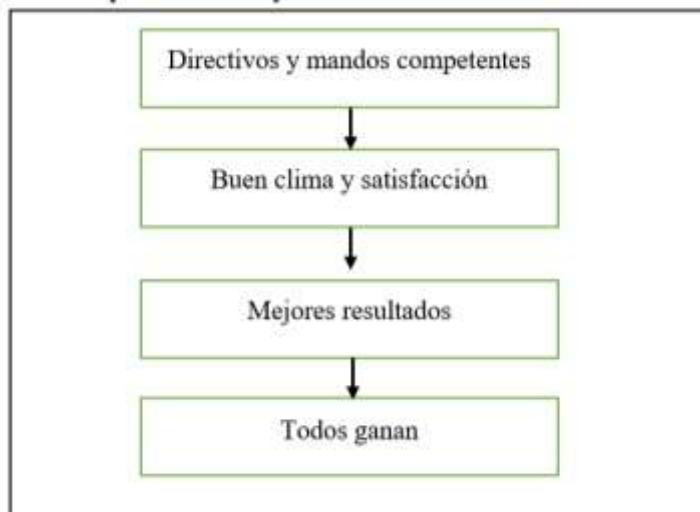 Directivos y mandos competentes
Buen clima y satisfacción
Mejores resultados
Todos ganan